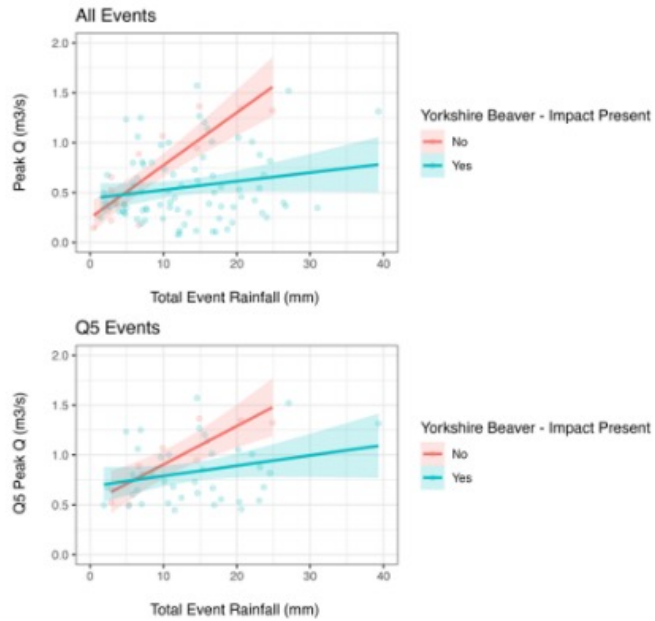 All Events
2.0
1.5
1.0
0.5
0.0
Peak Q (m3/s)
0 10 20 30 40
Total Event Rainfall (mm)
Yorkshire Beaver - Impact Present
No
Yes
Q5 Events
2.0
1.5
1.0
0.5
0.0
Q5 Peak Q (m3/s)
0 10 20 30 40
Total Event Rainfall (mm)
Yorkshire Beaver - Impact Present
No
Yes